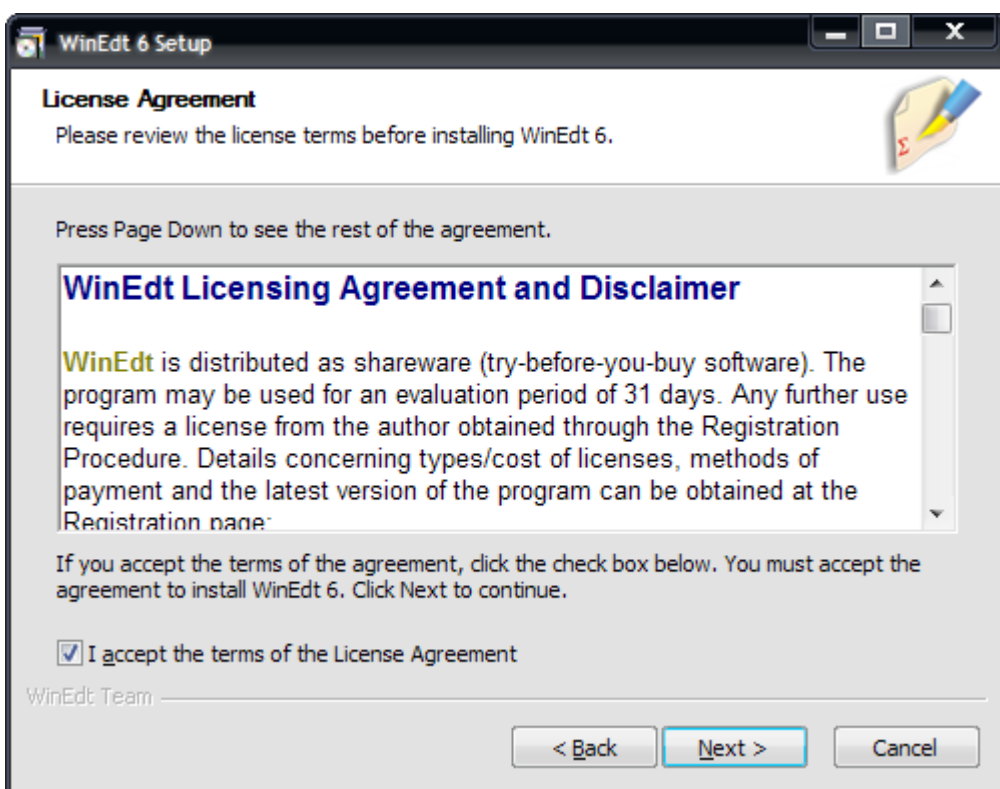 WinEdt 6 Setup
License Agreement
Please review the license terms before installing WinEdt 6.
Σ
Press Page Down to see the rest of the agreement.
WinEdt Licensing Agreement and Disclaimer
WinEdt is distributed as shareware (try-before-you-buy software). The
program may be used for an evaluation period of 31 days. Any further use
requires a license from the author obtained through the Registration
Procedure. Details concerning types/cost of licenses, methods of
payment and the latest version of the program can be obtained at the
Registration page:
If you accept the terms of the agreement, click the check box below. You must accept the
agreement to install WinEdt 6. Click Next to continue.
I accept the terms of the License Agreement
WinEdt Team
< Back Next > Cancel